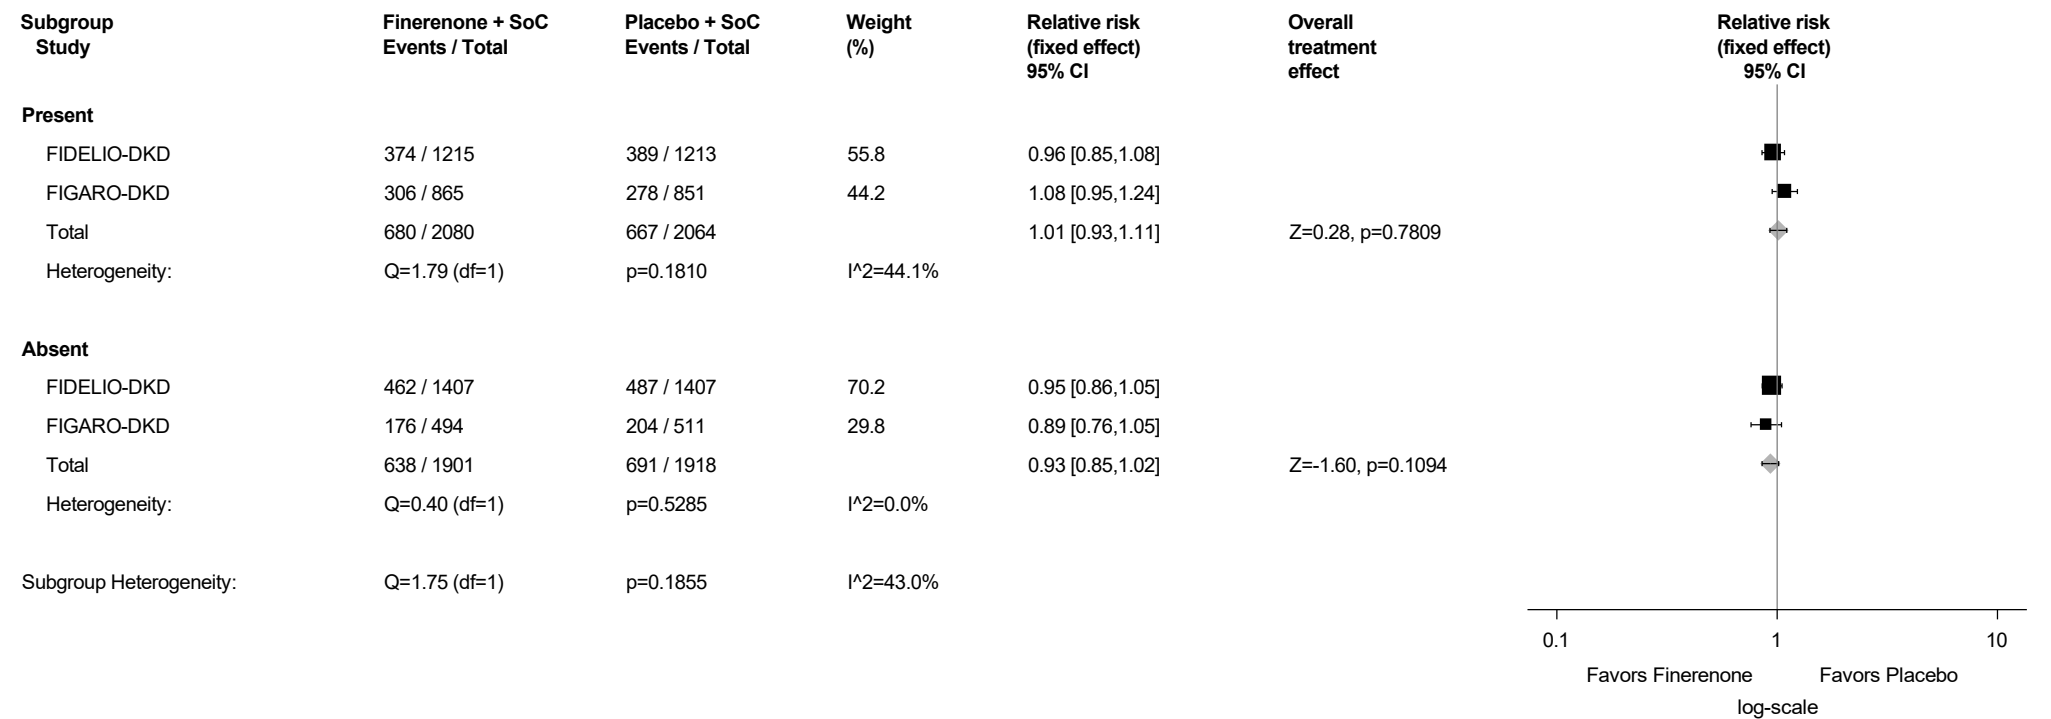 Subgroup Finerenone + SoC Placebo + SoC Weight Relative risk Overall Relative risk
Study Events / Total Events / Total (%) (fixed effect) treatment (fixed effect)
95% CI effect 95% CI
Present
FIDELIO-DKD 374 / 1215 389 / 1213 55.8 0.96 [0.85,1.08]
FIGARO-DKD 306 / 865 278 / 851 44.2 1.08 [0.95,1.24]
Total 680 / 2080 667 / 2064 1.01 [0.93,1.11] Z=0.28, p=0.7809
Heterogeneity: Q=1.79 (df=1) p=0.1810 I^2=44.1%
Absent
FIDELIO-DKD 462 / 1407 487 / 1407 70.2 0.95 [0.86,1.05]
FIGARO-DKD 176 / 494 204 / 511 29.8 0.89 [0.76,1.05]
Total 638 / 1901 691 / 1918 0.93 [0.85,1.02] Z=-1.60, p=0.1094
Heterogeneity: Q=0.40 (df=1) p=0.5285 I^2=0.0%
Subgroup Heterogeneity: Q=1.75 (df=1) p=0.1855 I^2=43.0%
0.1 1 10
Favors Finerenone Favors Placebo
log-scale